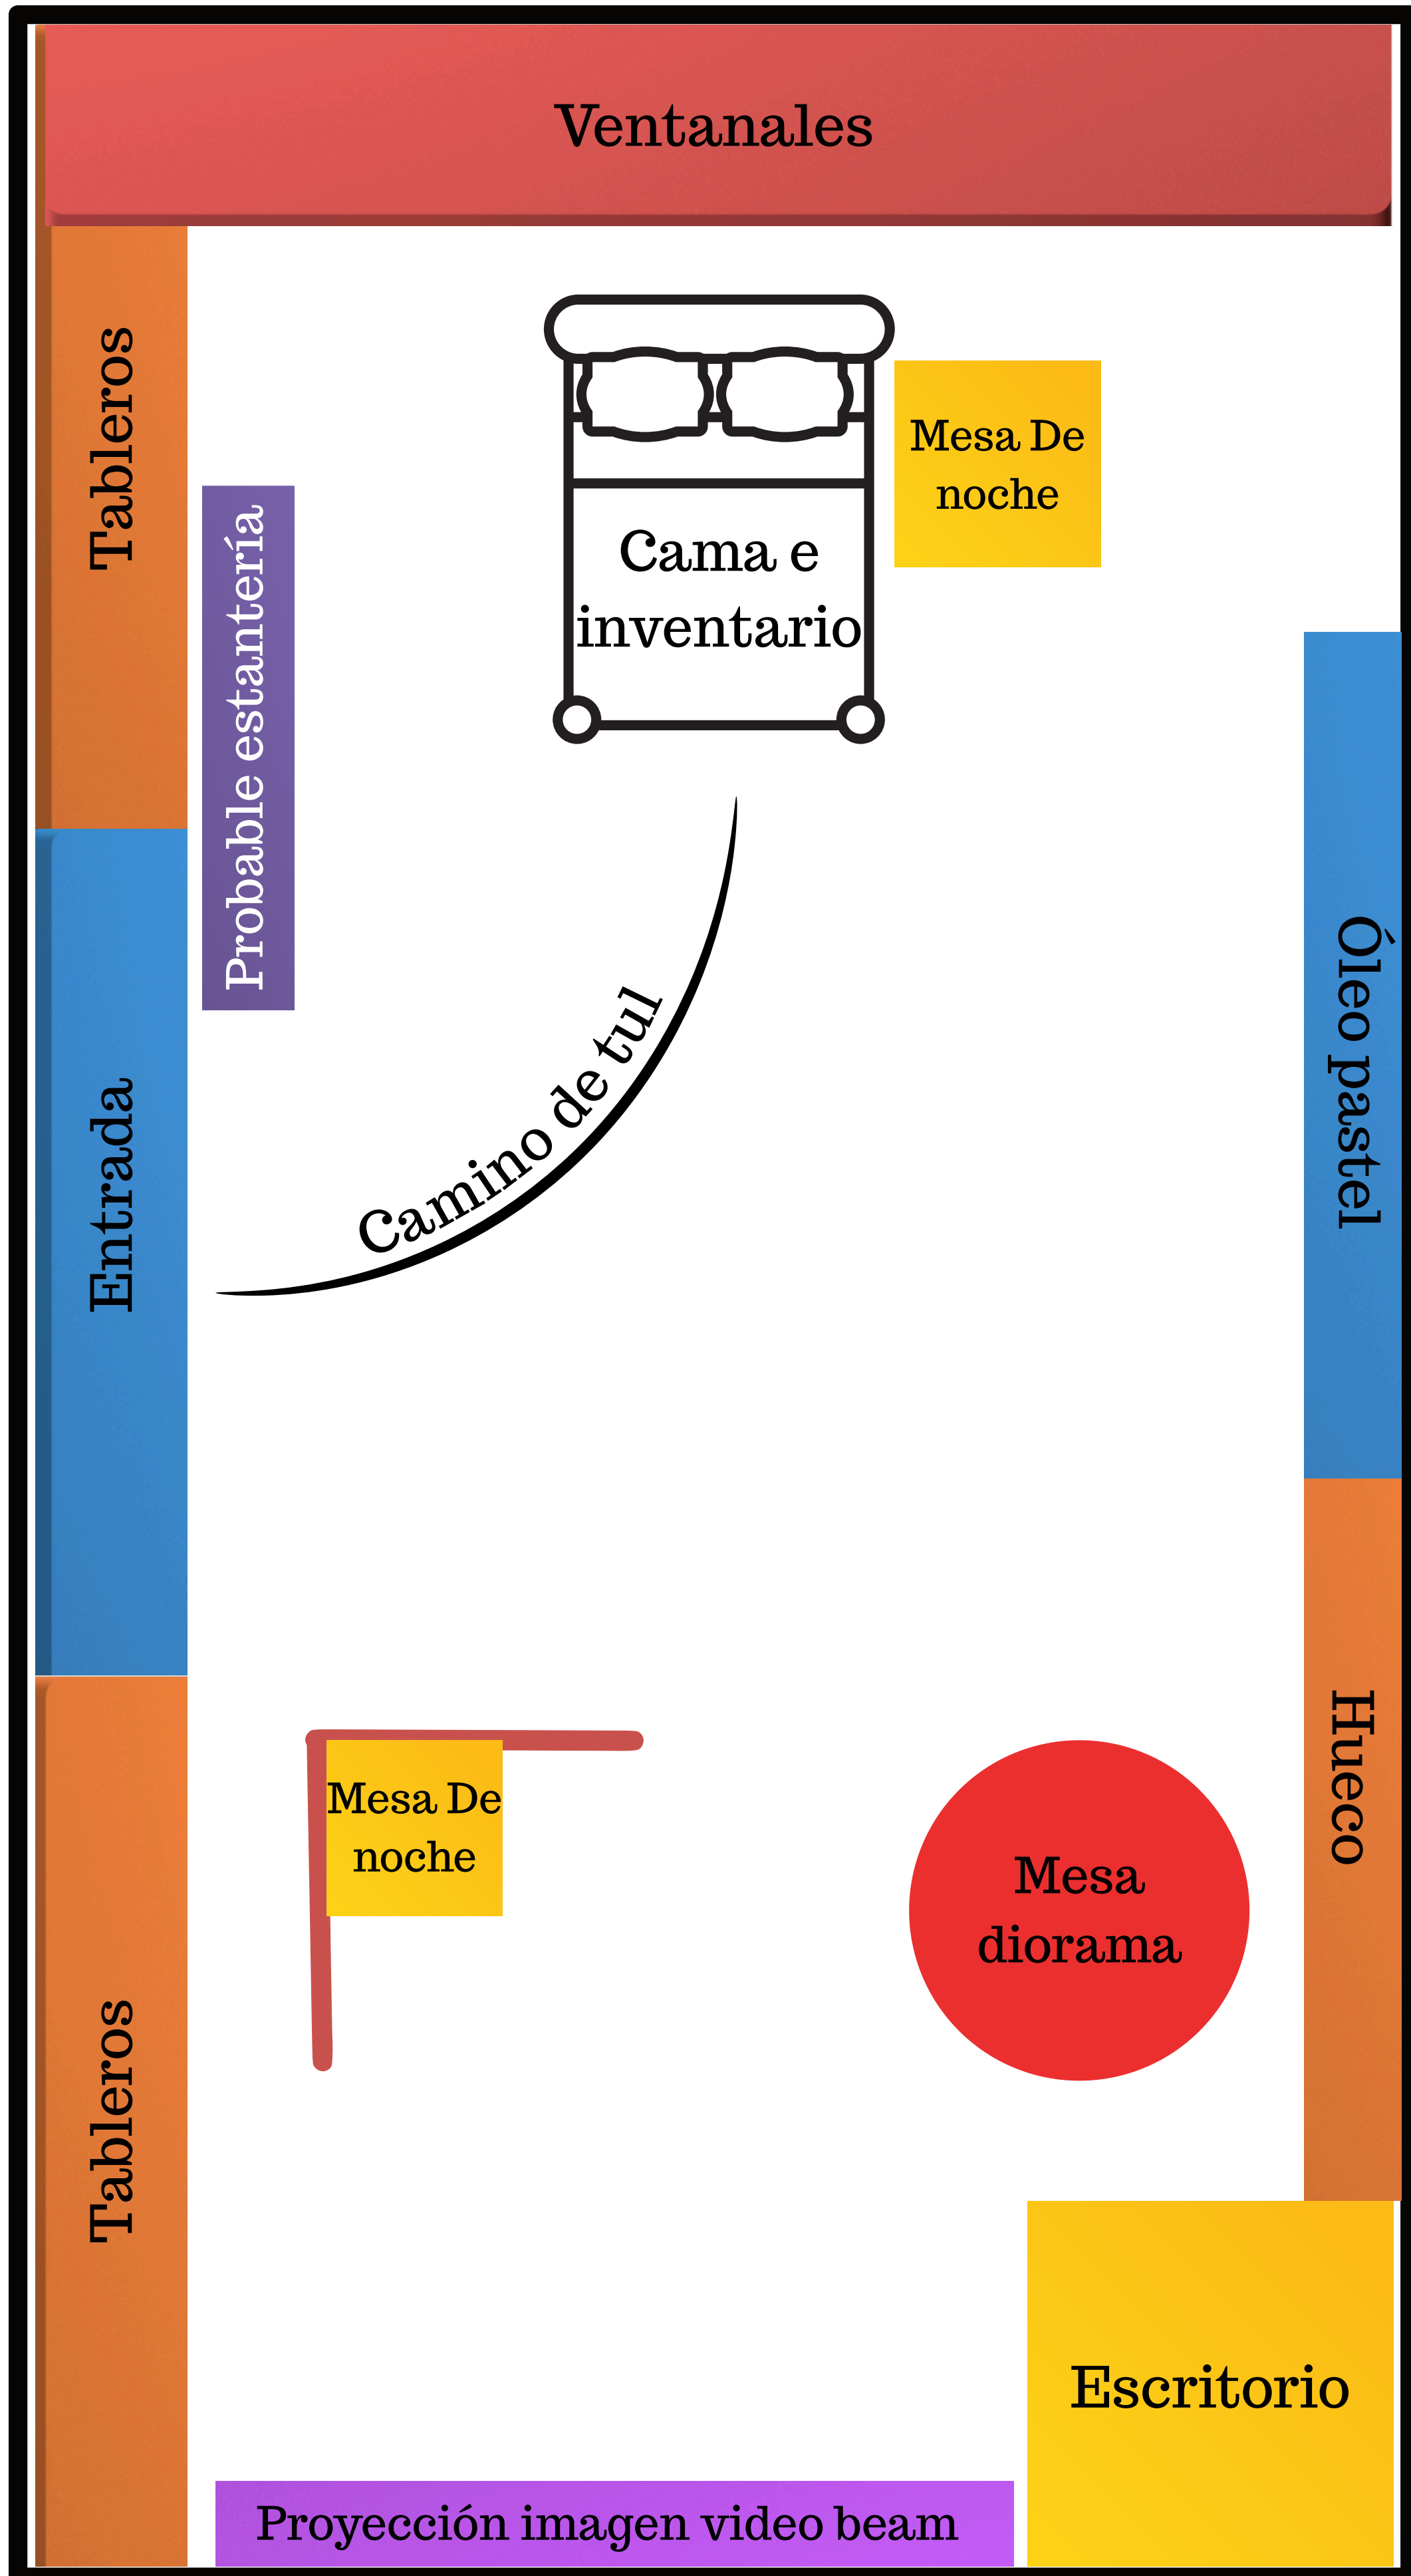 Ventanales
Tableros
Mesa De
noche
Probable estantería
Cama e
inventario
Óleo pastel
Camino de tul
Entrada
Hueco
Mesa De
noche
Mesa
diorama
Tableros
Escritorio
Proyección imagen video beam